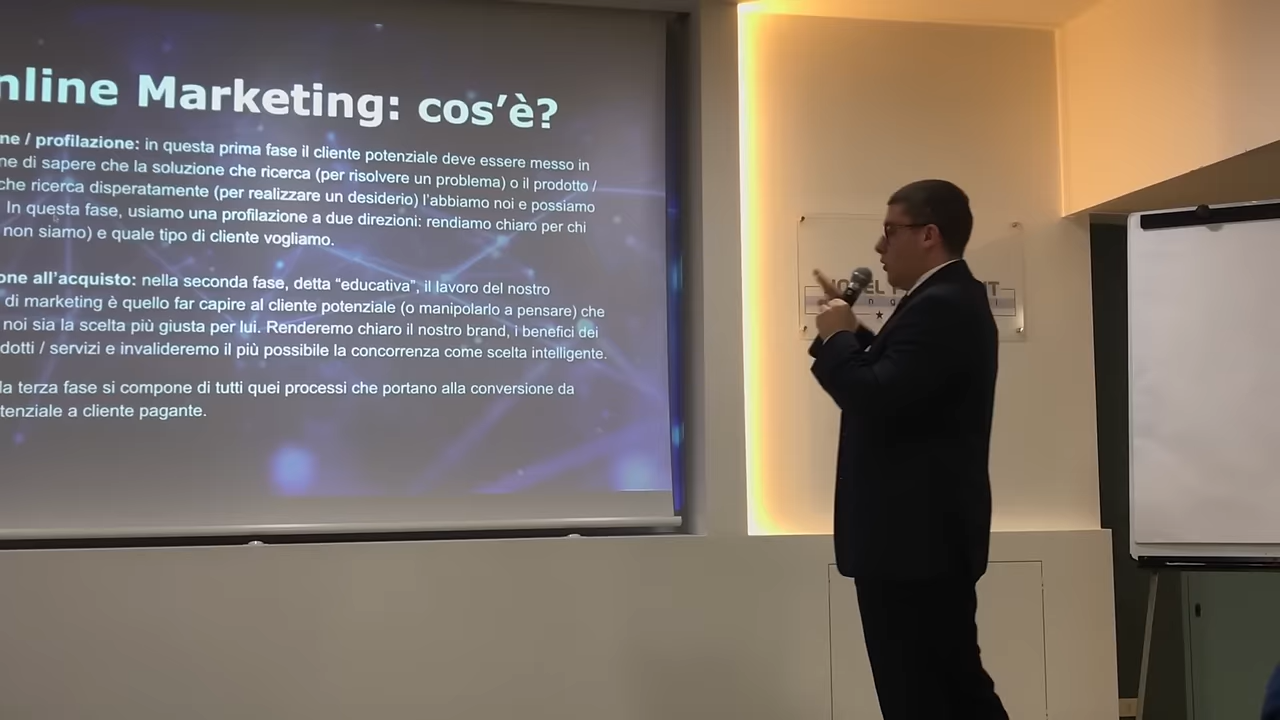 nline Marketing: cos'è?
ne / profilazione: in questa prima fase il cliente potenziale deve essere messo in
ne di sapere che la soluzione che ricerca (per risolvere un problema) o il prodotto /
che ricerca disperatamente (per realizzare un desiderio) l'abbiamo noi e possiamo
In questa fase, usiamo una profilazione a due direzioni: rendiamo chiaro per chi
non siamo) e quale tipo di cliente vogliamo.
one all'acquisto: nella seconda fase, detta “educativa”, il lavoro del nostro
di marketing è quello far capire al cliente potenziale (o manipolarlo a pensare) che
noi sia la scelta più giusta per lui. Renderemo chiaro il nostro brand, i benefici dei
dotti / servizi e invalideremo il più possibile la concorrenza come scelta intelligente.
la terza fase si compone di tutti quei processi che portano alla conversione da
tenziale a cliente pagante.